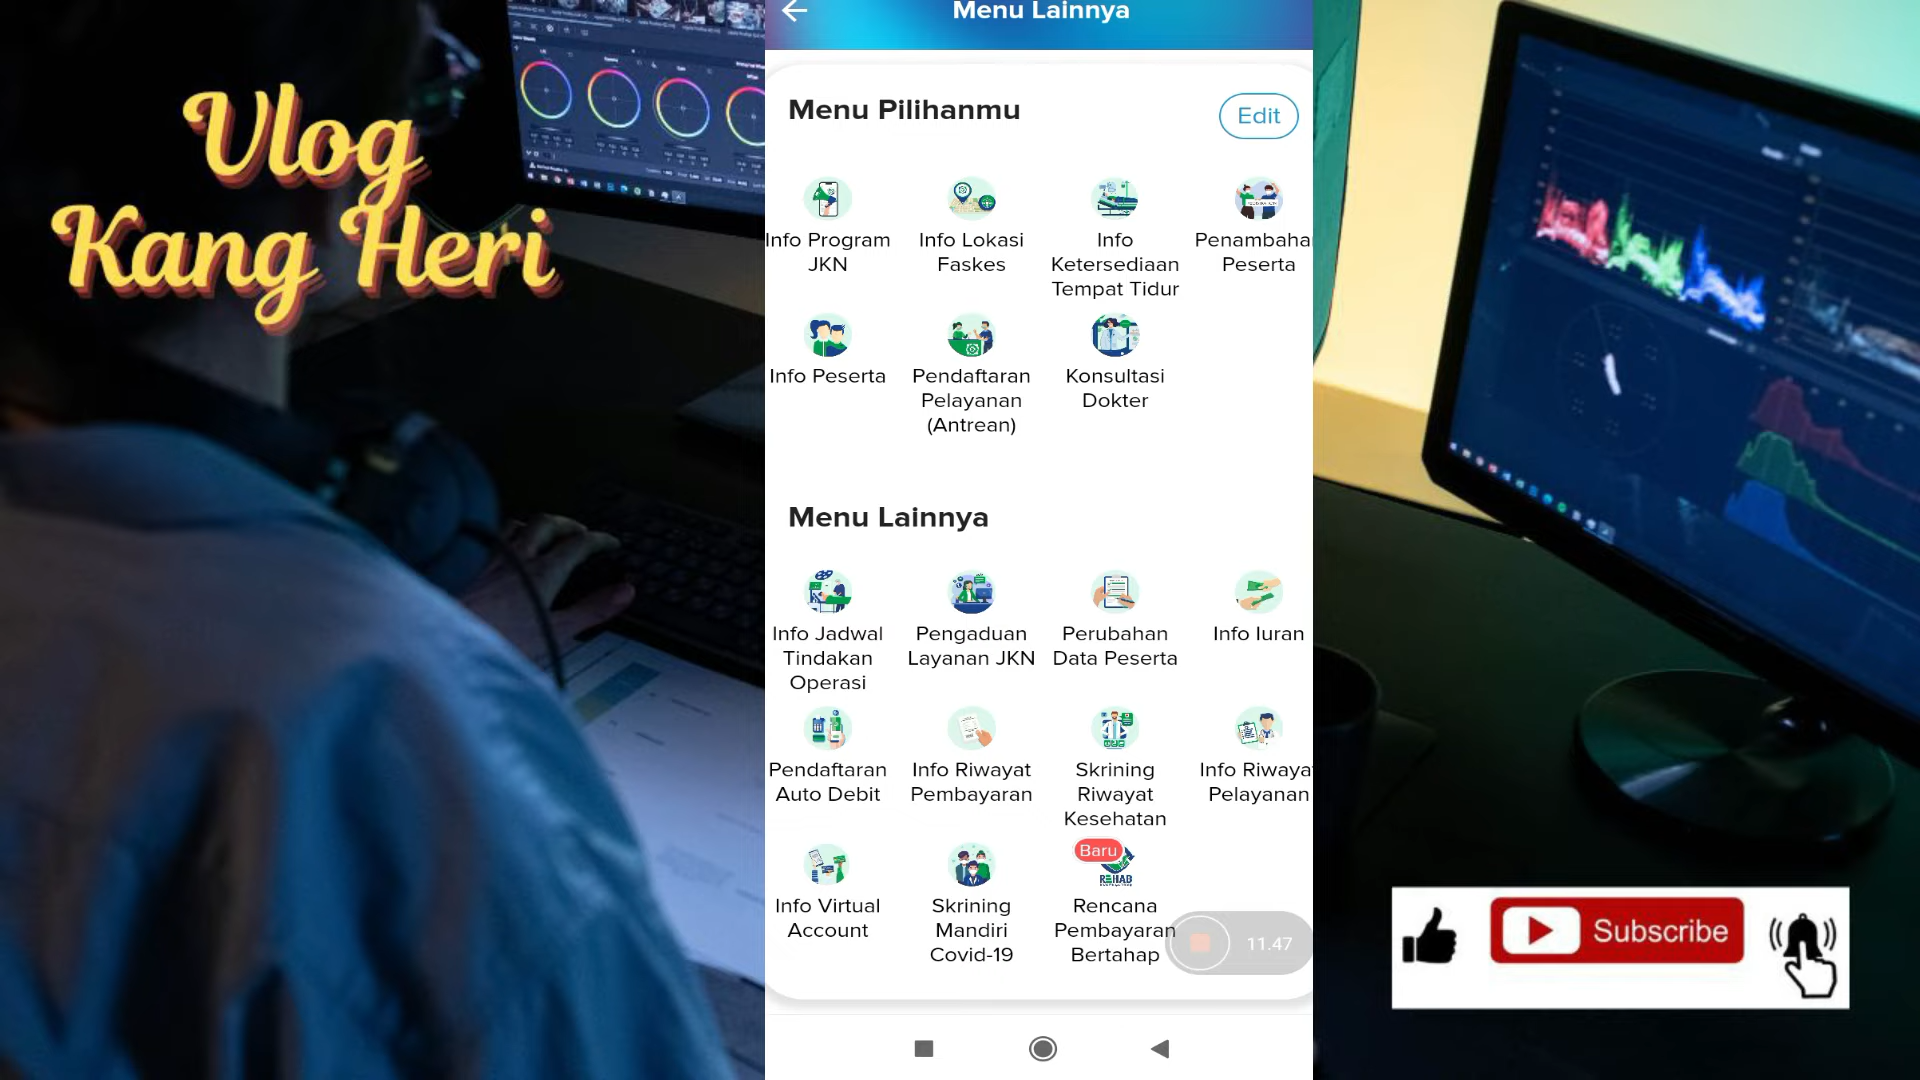 Vlog
Kang Heri
Menu Lainnya
Menu Pilihanmu
Edit
Info Program
JKN
Info Lokasi
Faskes
Info
Ketersediaan
Tempat Tidur
Penambahan
Peserta
Info Peserta
Pendaftaran
Pelayanan
(Antrean)
Konsultasi
Dokter
Menu Lainnya
Info Jadwal
Tindakan
Operasi
Pengaduan
Layanan JKN
Perubahan
Data Peserta
Info Iuran
Pendaftaran
Auto Debit
Info Riwayat
Pembayaran
Skrining
Riwayat
Kesehatan
Info Riwayat
Pelayanan
Info Virtual
Account
Skrining
Mandiri
Covid-19
Baru
REHAB
Rencana
Pembayaran
Bertahap
11.47
Subscribe